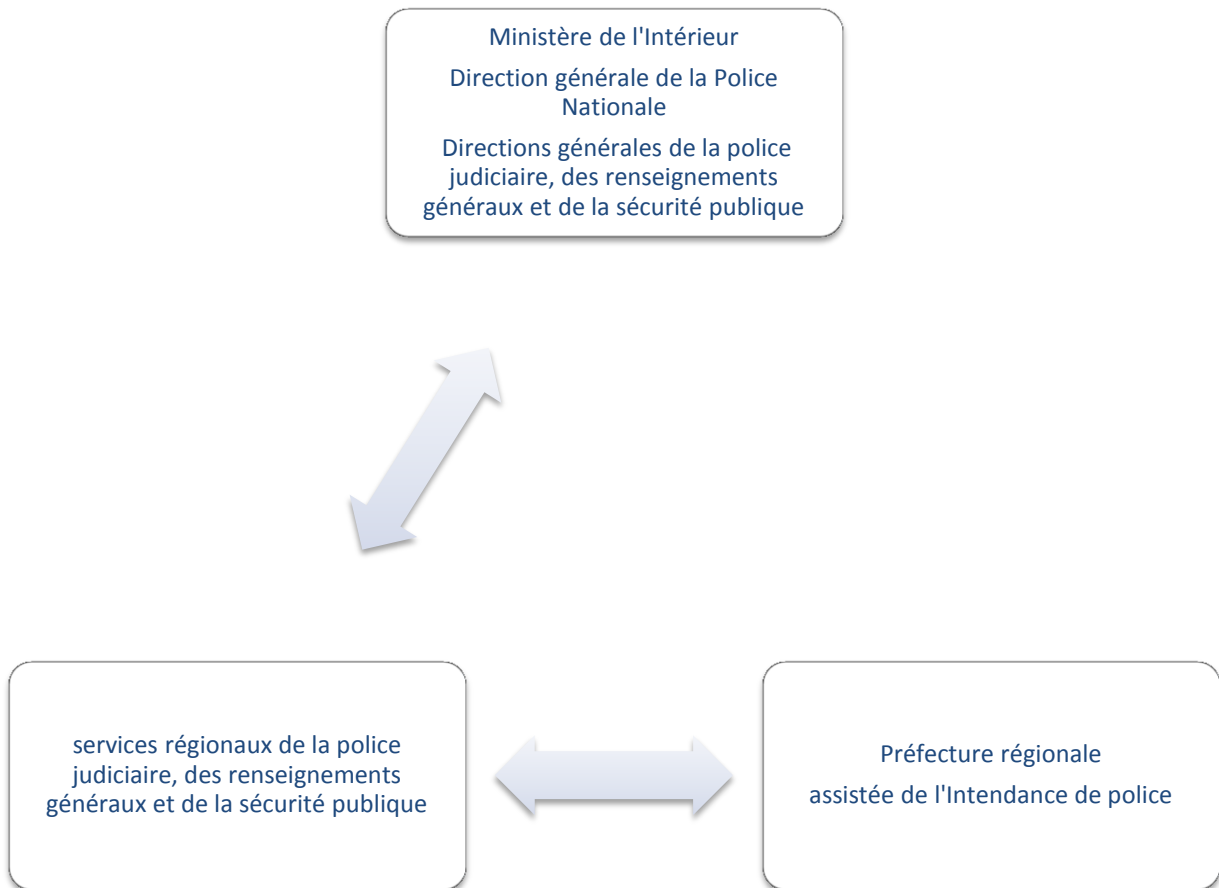 Ministère de l'Intérieur
Direction générale de la Police
Nationale
Directions générales de la police
judiciaire, des renseignements
généraux et de la sécurité publique
services régionaux de la police
judiciaire, des renseignements
généraux et de la sécurité publique
Préfecture régionale
assistée de l'Intendance de police